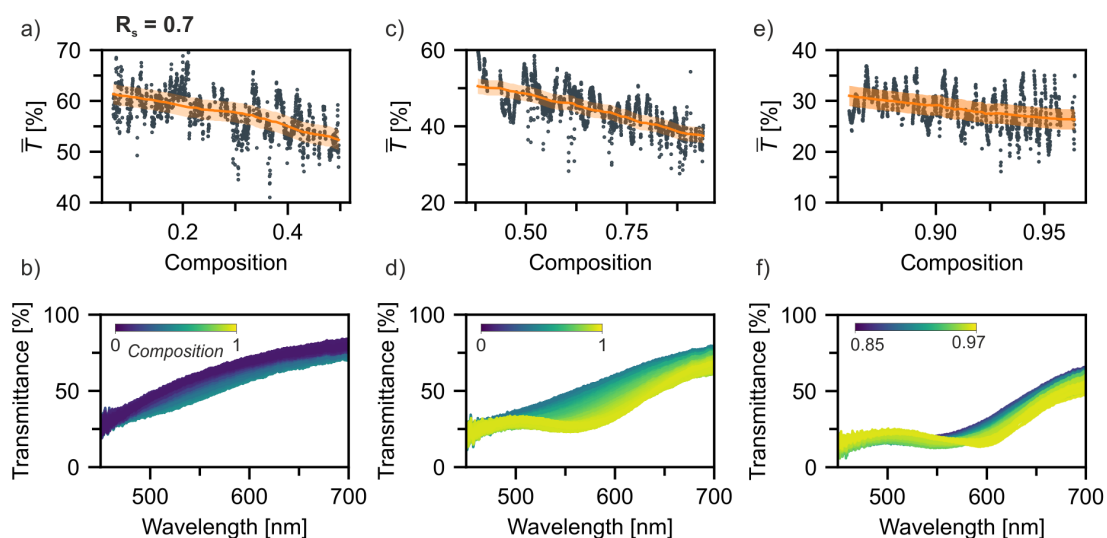 a)
R_s = 0.7
c)
e)
T̅ [%]
70
60
50
40
0.2
0.4
Composition
T̅ [%]
60
40
20
0.50
0.75
Composition
T̅ [%]
40
30
20
10
0.90
0.95
Composition
b)
d)
f)
Transmittance [%]
100
50
0
0
1
Composition
500
600
700
Wavelength [nm]
Transmittance [%]
100
50
0
0
1
500
600
700
Wavelength [nm]
Transmittance [%]
100
50
0
0.85
0.97
500
600
700
Wavelength [nm]